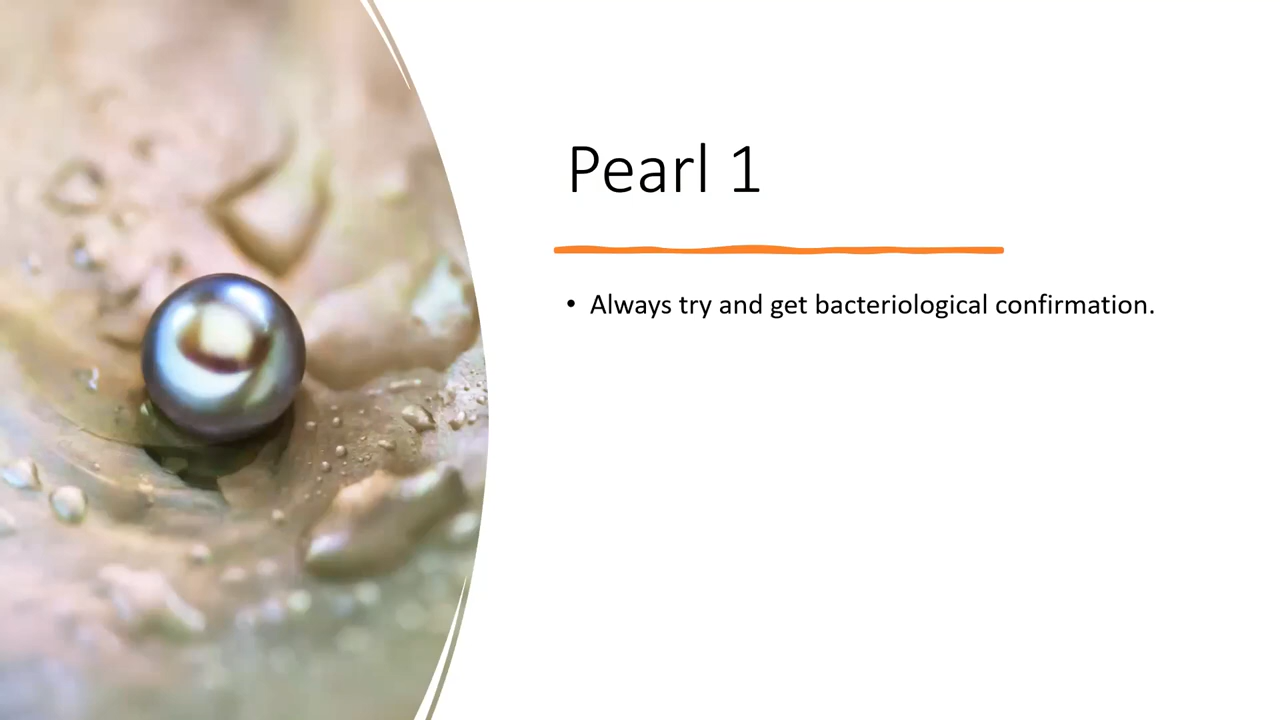 Pearl 1
• Always try and get bacteriological confirmation.